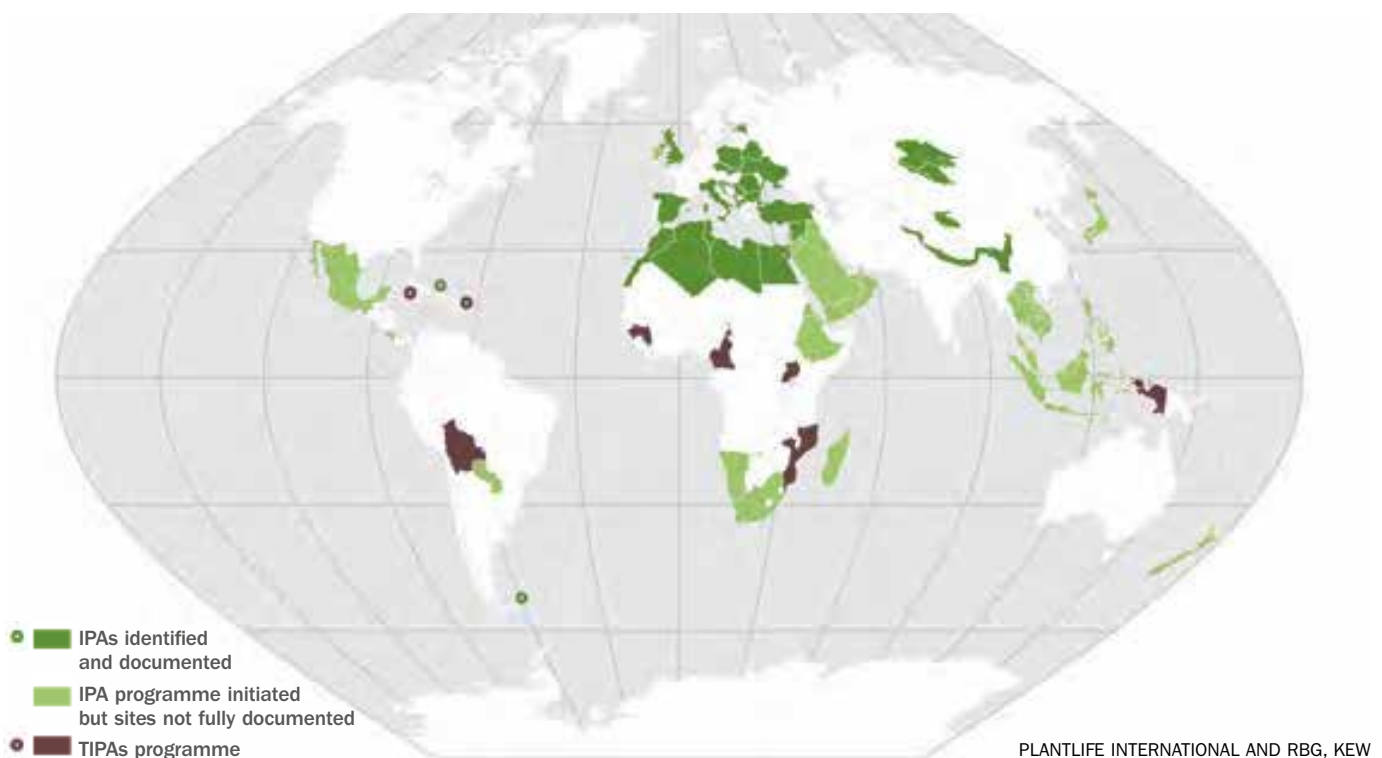 IPAs identified
and documented
IPA programme initiated
but sites not fully documented
TIPAs programme
PLANTLIFE INTERNATIONAL AND RBG, KEW